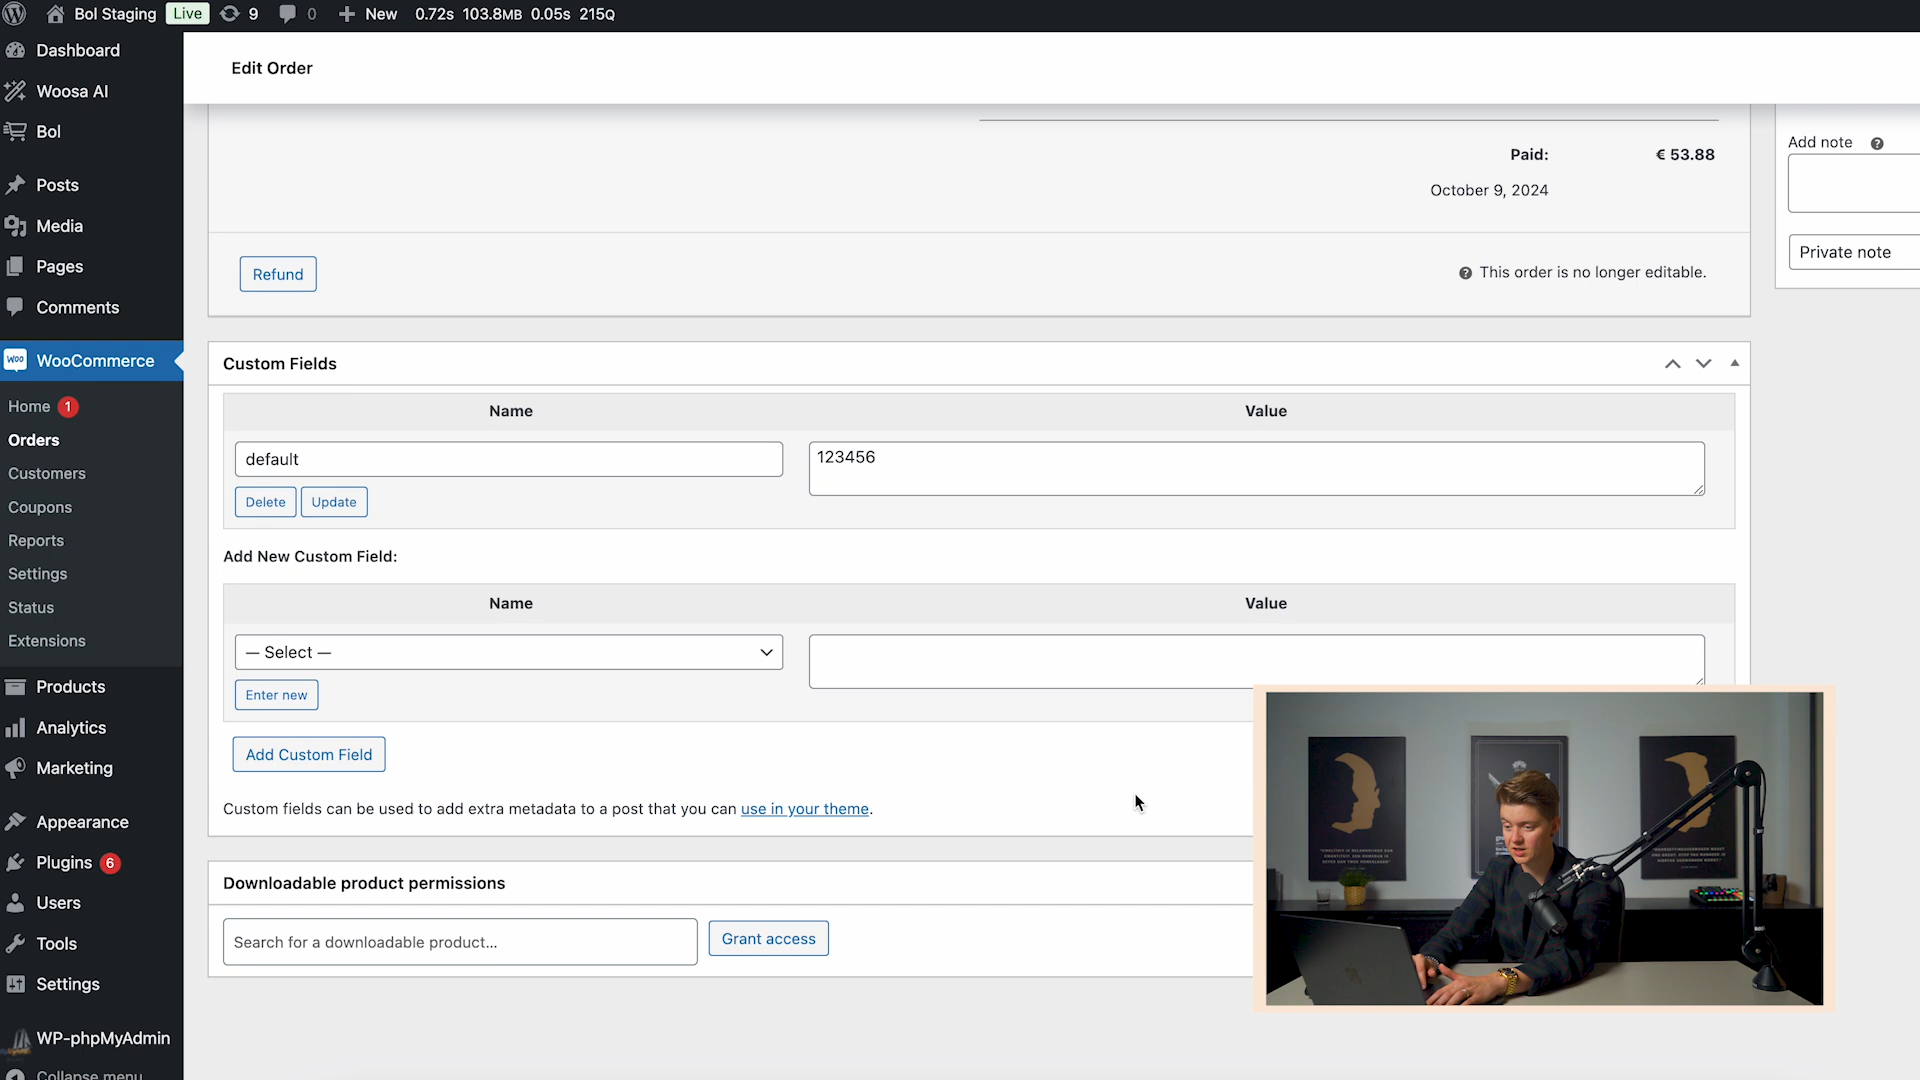 Bol Staging Live 9 0 New 0.72s 103.8MB 0.05s 215Q
Dashboard
Woosa AI
Bol
Posts
Media
Pages
Comments
WooCommerce
Home 1
Orders
Customers
Coupons
Reports
Settings
Status
Extensions
Products
Analytics
Marketing
Appearance
Plugins 6
Users
Tools
Settings
WP-phpMyAdmin
Collapse menu
Edit Order
Paid: € 53.88
October 9, 2024
Refund
This order is no longer editable.
Custom Fields
Name Value
default 123456
Delete Update
Add New Custom Field:
Name Value
— Select —
Enter new
Add Custom Field
Custom fields can be used to add extra metadata to a post that you can use in your theme.
Downloadable product permissions
Search for a downloadable product...
Grant access
Add note
Private note